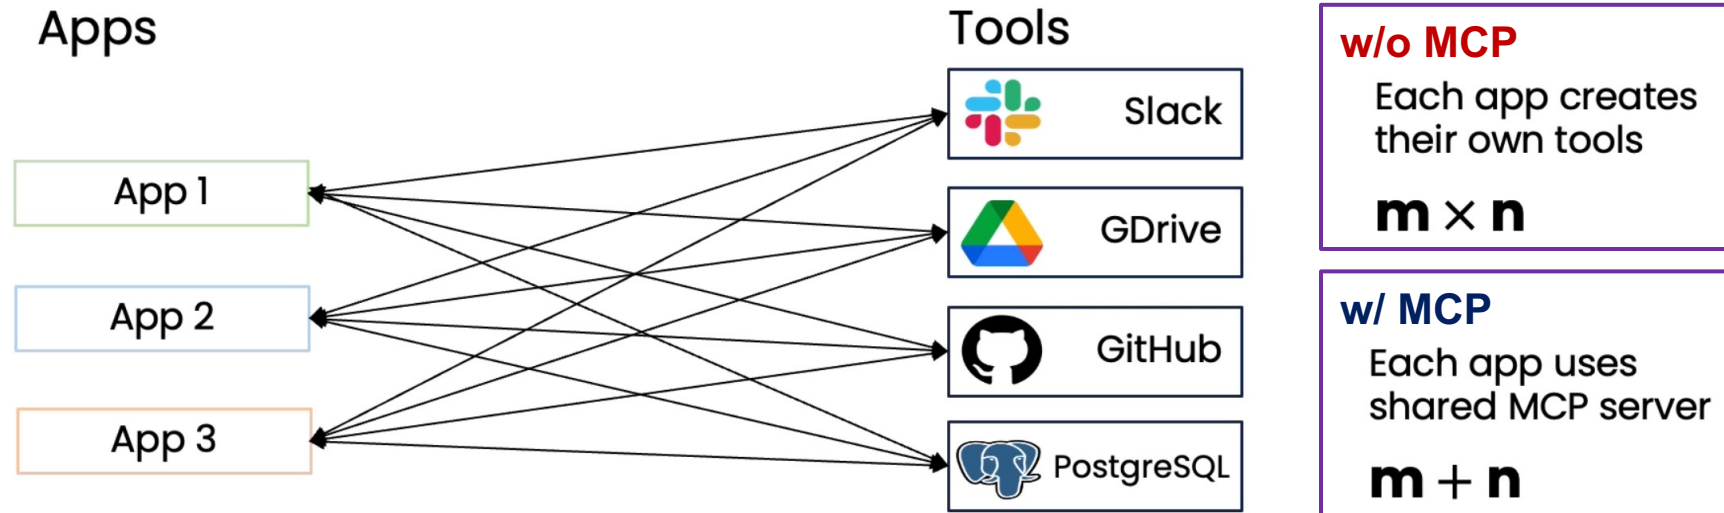 Apps
App 1
App 2
App 3
Tools
Slack
GDrive
GitHub
PostgreSQL
w/o MCP
Each app creates
their own tools
m × n
w/ MCP
Each app uses
shared MCP server
m + n